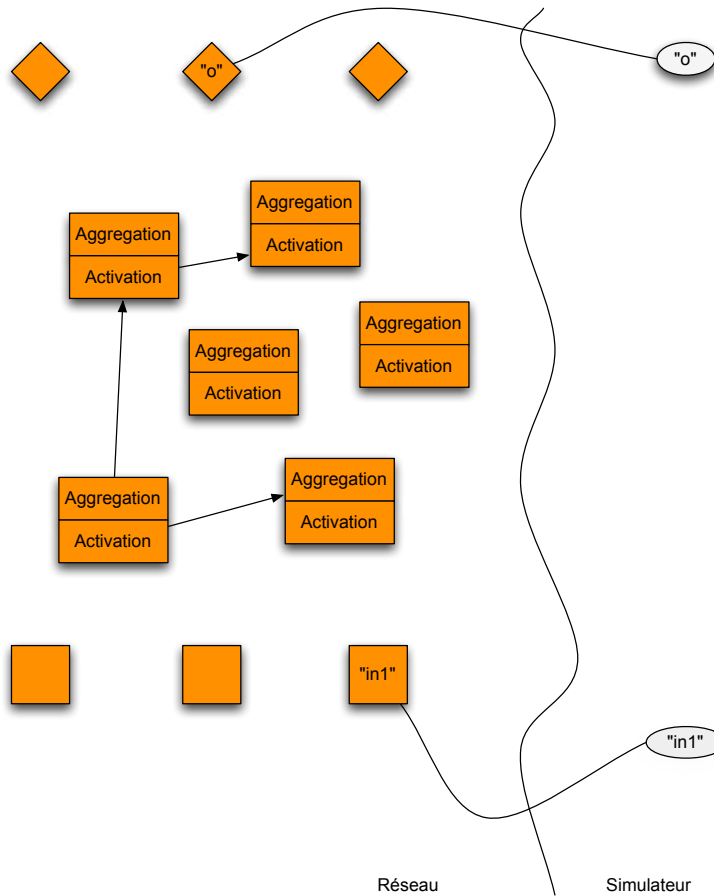 "o"
"o"
Aggregation
Activation
Aggregation
Activation
Aggregation
Activation
Aggregation
Activation
Aggregation
Activation
Aggregation
Activation
"in1"
"in1"
Réseau
Simulateur